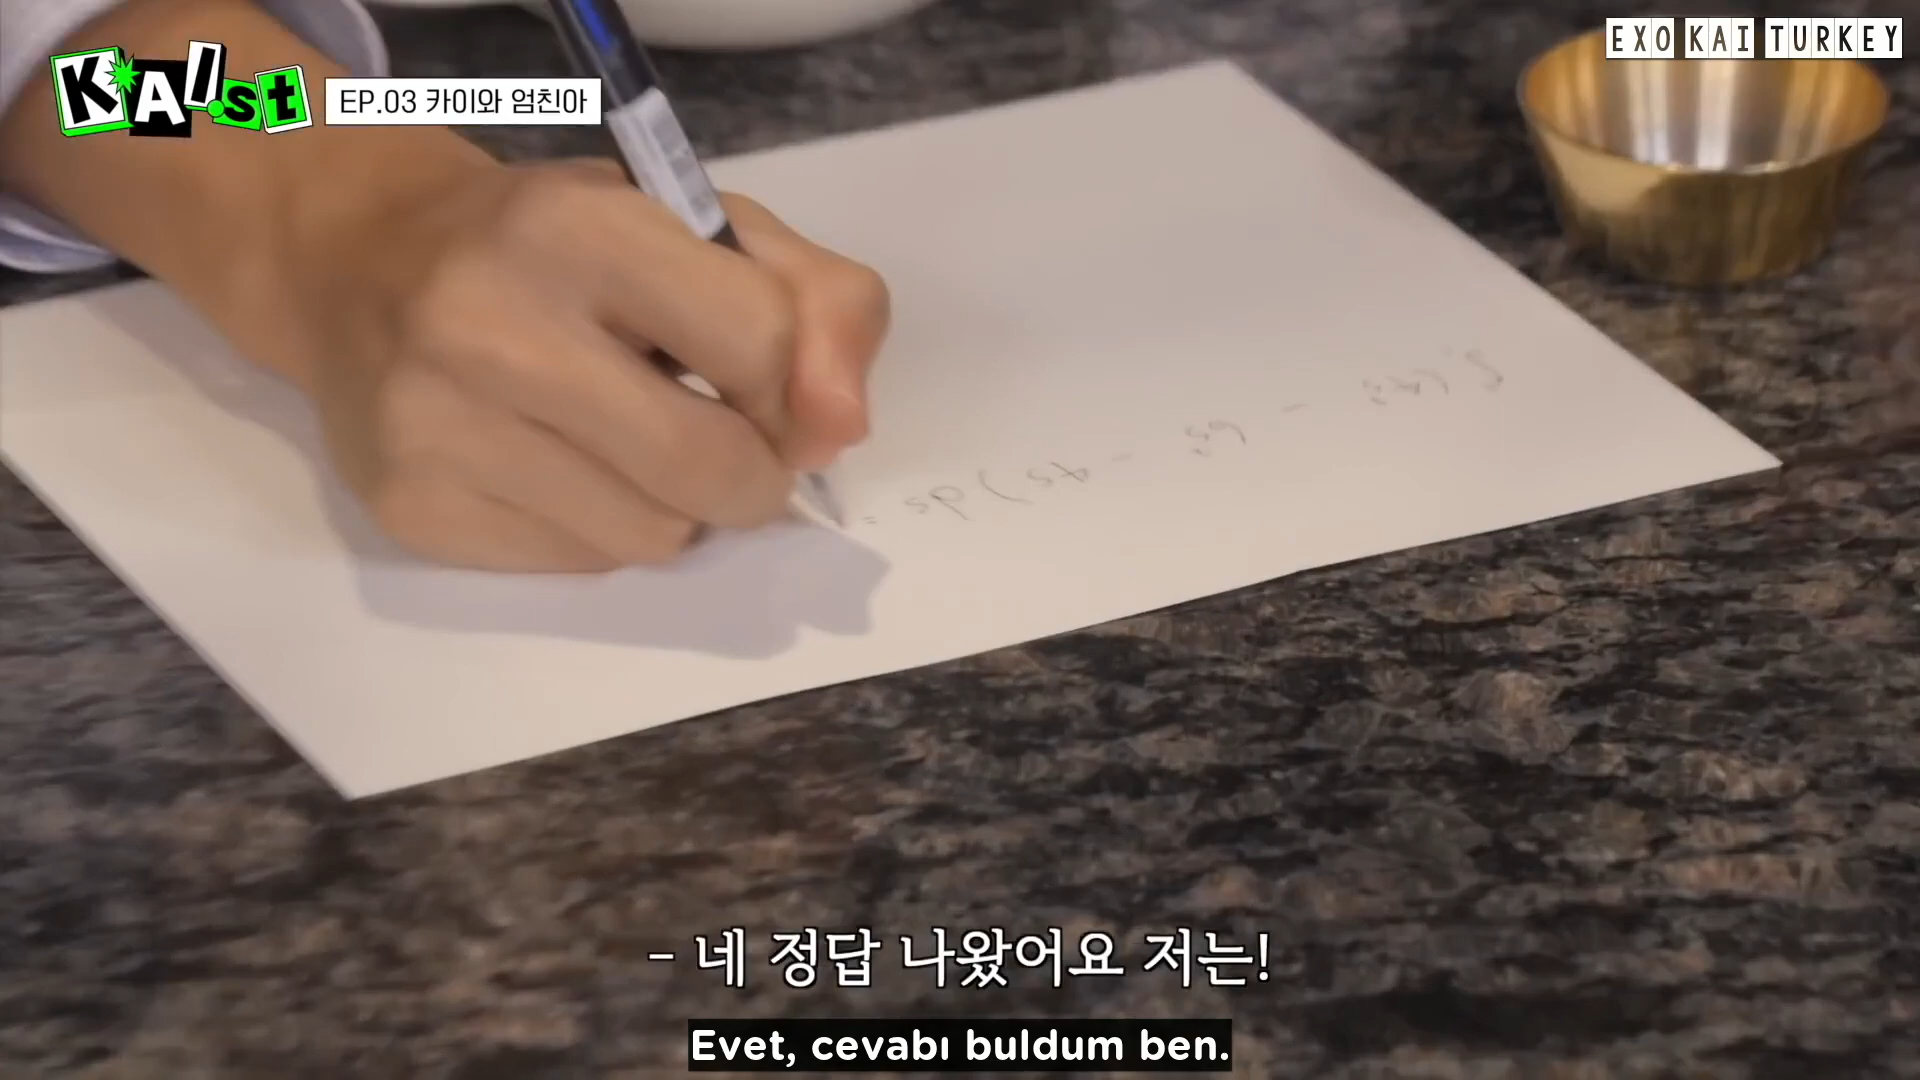 EXO KAI TURKEY
KAI.st
EP.03 카이와 엄친아
- 네 정답 나왔어요 저는!
Evet, cevabı buldum ben.